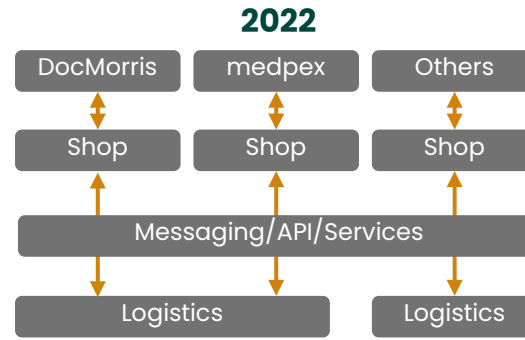 2022
DocMorris medpex Others
Shop Shop Shop
Messaging/API/Services
Logistics Logistics